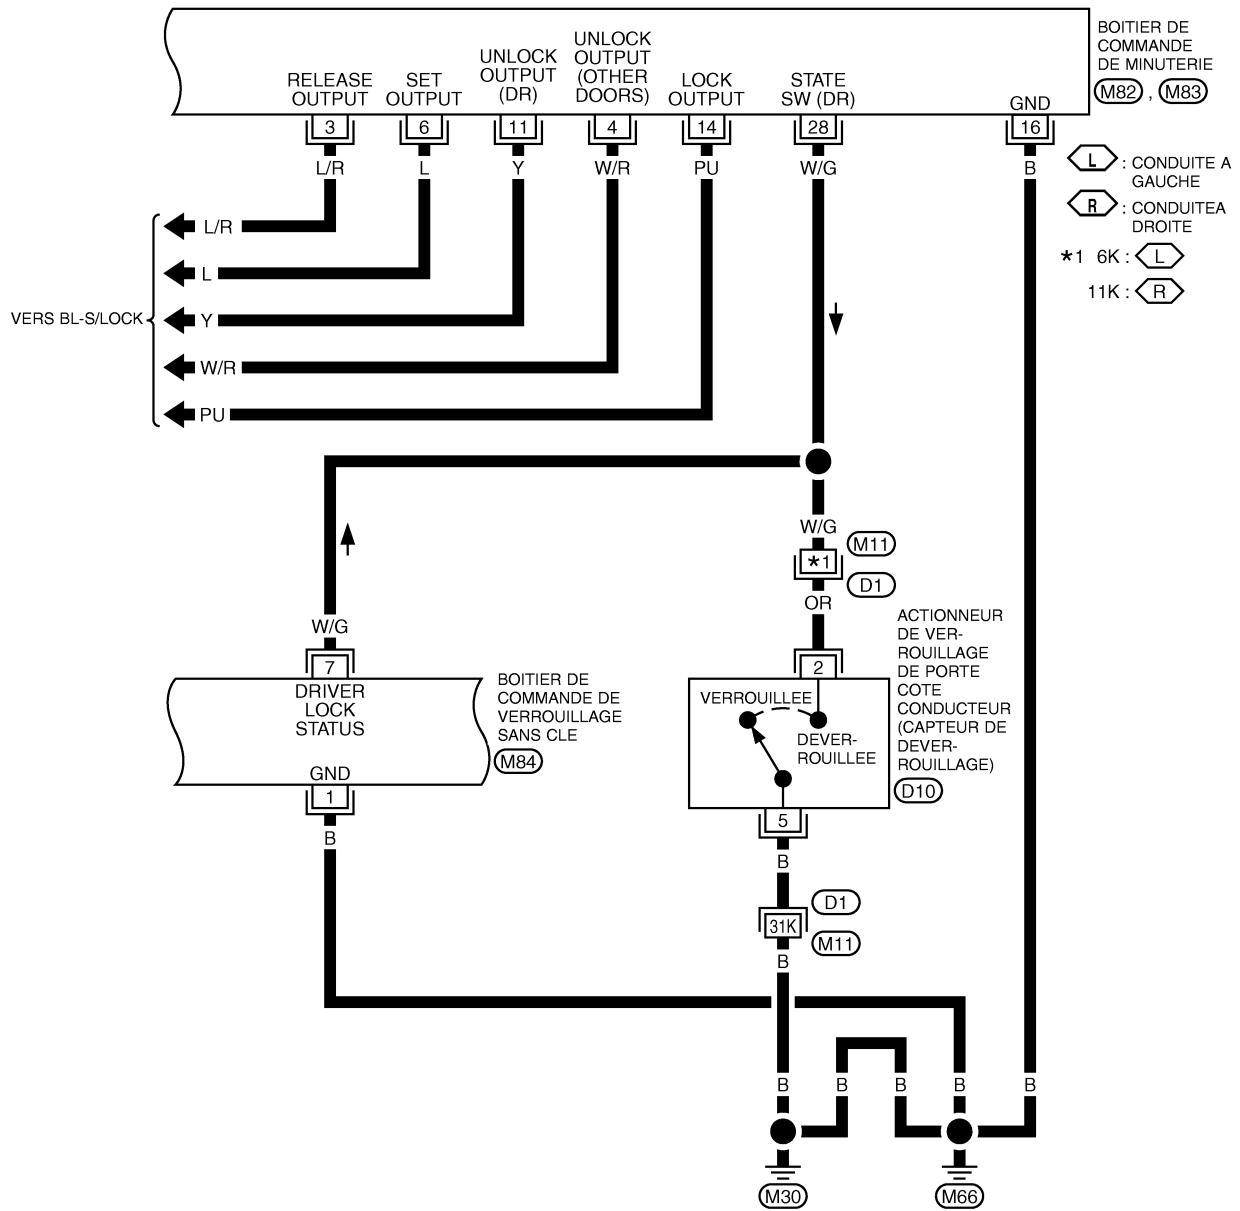 BOITIER DE
COMMANDE
DE MINUTERIE
M82 , M83
RELEASE
OUTPUT
SET
OUTPUT
UNLOCK
OUTPUT
(DR)
UNLOCK
OUTPUT
(OTHER
DOORS)
LOCK
OUTPUT
STATE
SW (DR)
GND
3
6
11
4
14
28
16
L/R
L
Y
W/R
PU
W/G
B
L : CONDUITE A
GAUCHE
R : CONDUITEA
DROITE
*1 6K : L
11K : R
VERS BL-S/LOCK
L/R
L
Y
W/R
PU
W/G
M11
*1
D1
OR
W/G
7
DRIVER
LOCK
STATUS
GND
1
B
BOITIER DE
COMMANDE DE
VERROUILLAGE
SANS CLE
M84
2
VERROUILLEE
DEVER-
ROUILLEE
5
ACTIONNEUR
DE VER-
ROUILLAGE
DE PORTE
COTE
CONDUCTEUR
(CAPTEUR DE
DEVER-
ROUILLAGE)
D10
B
D1
31K
M11
B
B
B
B
B
B
M30
M66